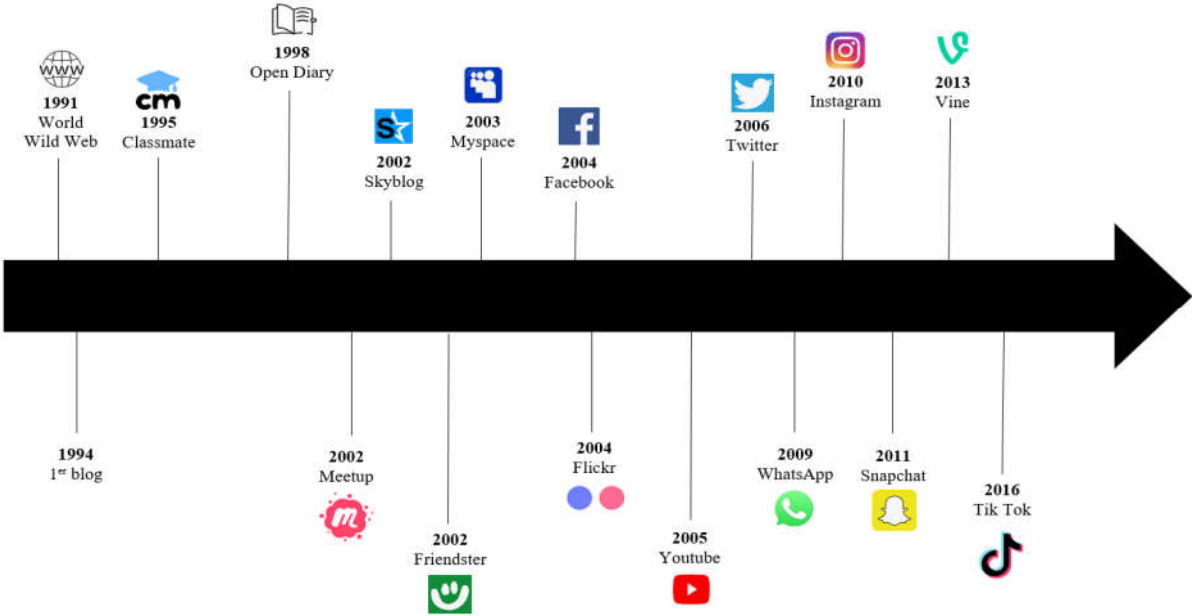 WWW
1991
World
Wild Web
cm
1995
Classmate
1998
Open Diary
S
2002
Skyblog
2003
Myspace
f
2004
Facebook
2006
Twitter
2010
Instagram
2013
Vine
1994
1er blog
2002
Meetup
m
2002
Friendster
2004
Flickr
2005
Youtube
2009
WhatsApp
2011
Snapchat
2016
Tik Tok